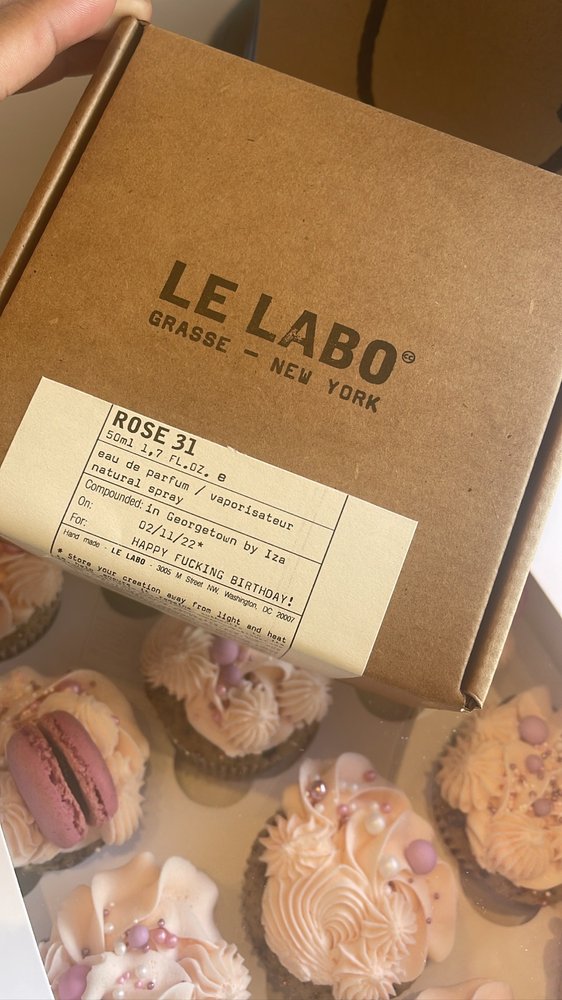 LE LABO
GRASSE – NEW YORK
ROSE 31
50ml 1,7 FL.OZ. e
eau de parfum / vaporisateur
natural spray
Compounded: in Georgetown by Iza
On: 02/11/22*
For: HAPPY FUCKING BIRTHDAY!
Hand made - LE LABO - 3005 M Street NW. Washington, DC 20007
* store your creation away from light and heat